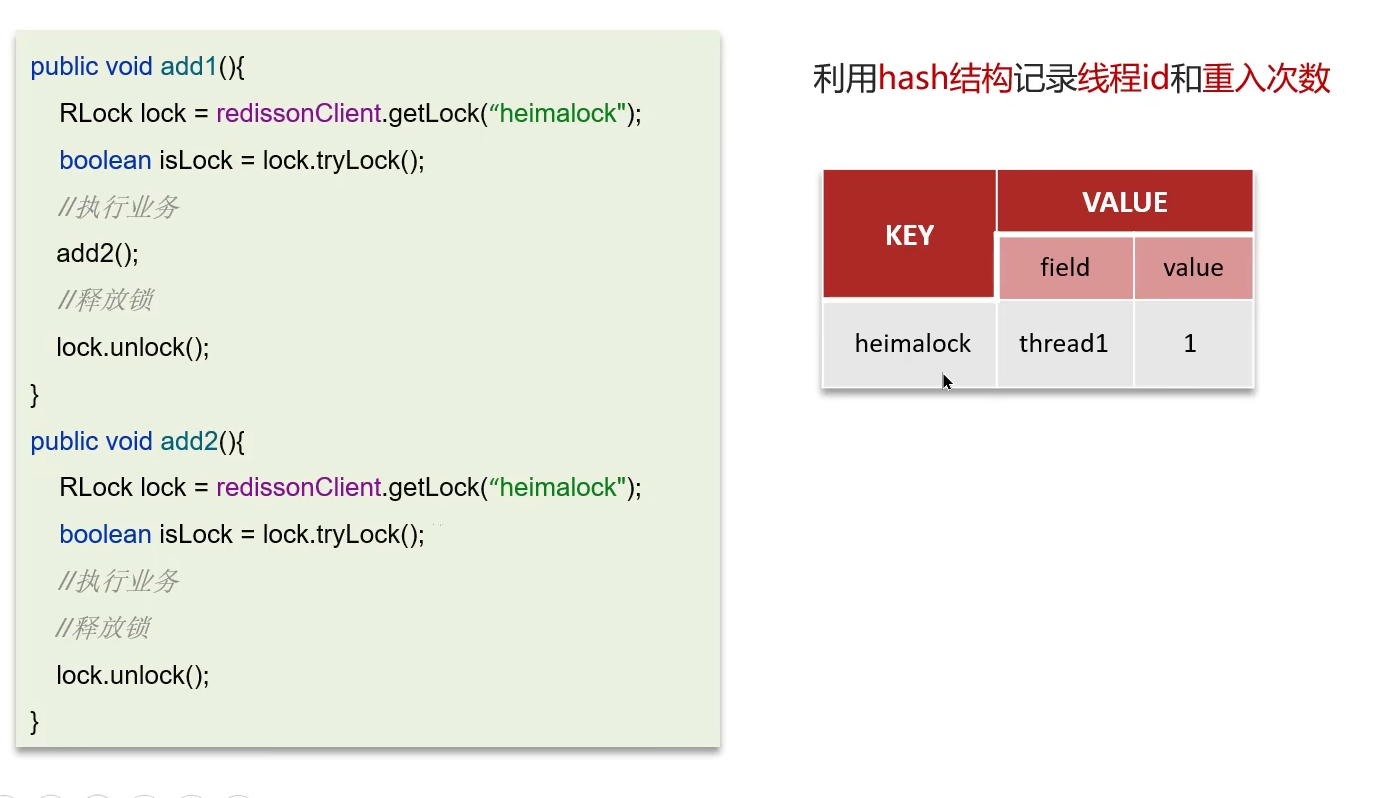 public void add1(){
RLock lock = redissonClient.getLock(“heimalock");
boolean isLock = lock.tryLock();
//执行业务
add2();
//释放锁
lock.unlock();
}
public void add2(){
RLock lock = redissonClient.getLock(“heimalock");
boolean isLock = lock.tryLock();
//执行业务
//释放锁
lock.unlock();
}
利用hash结构记录线程id和重入次数
KEY
VALUE
field value
heimalock thread1 1